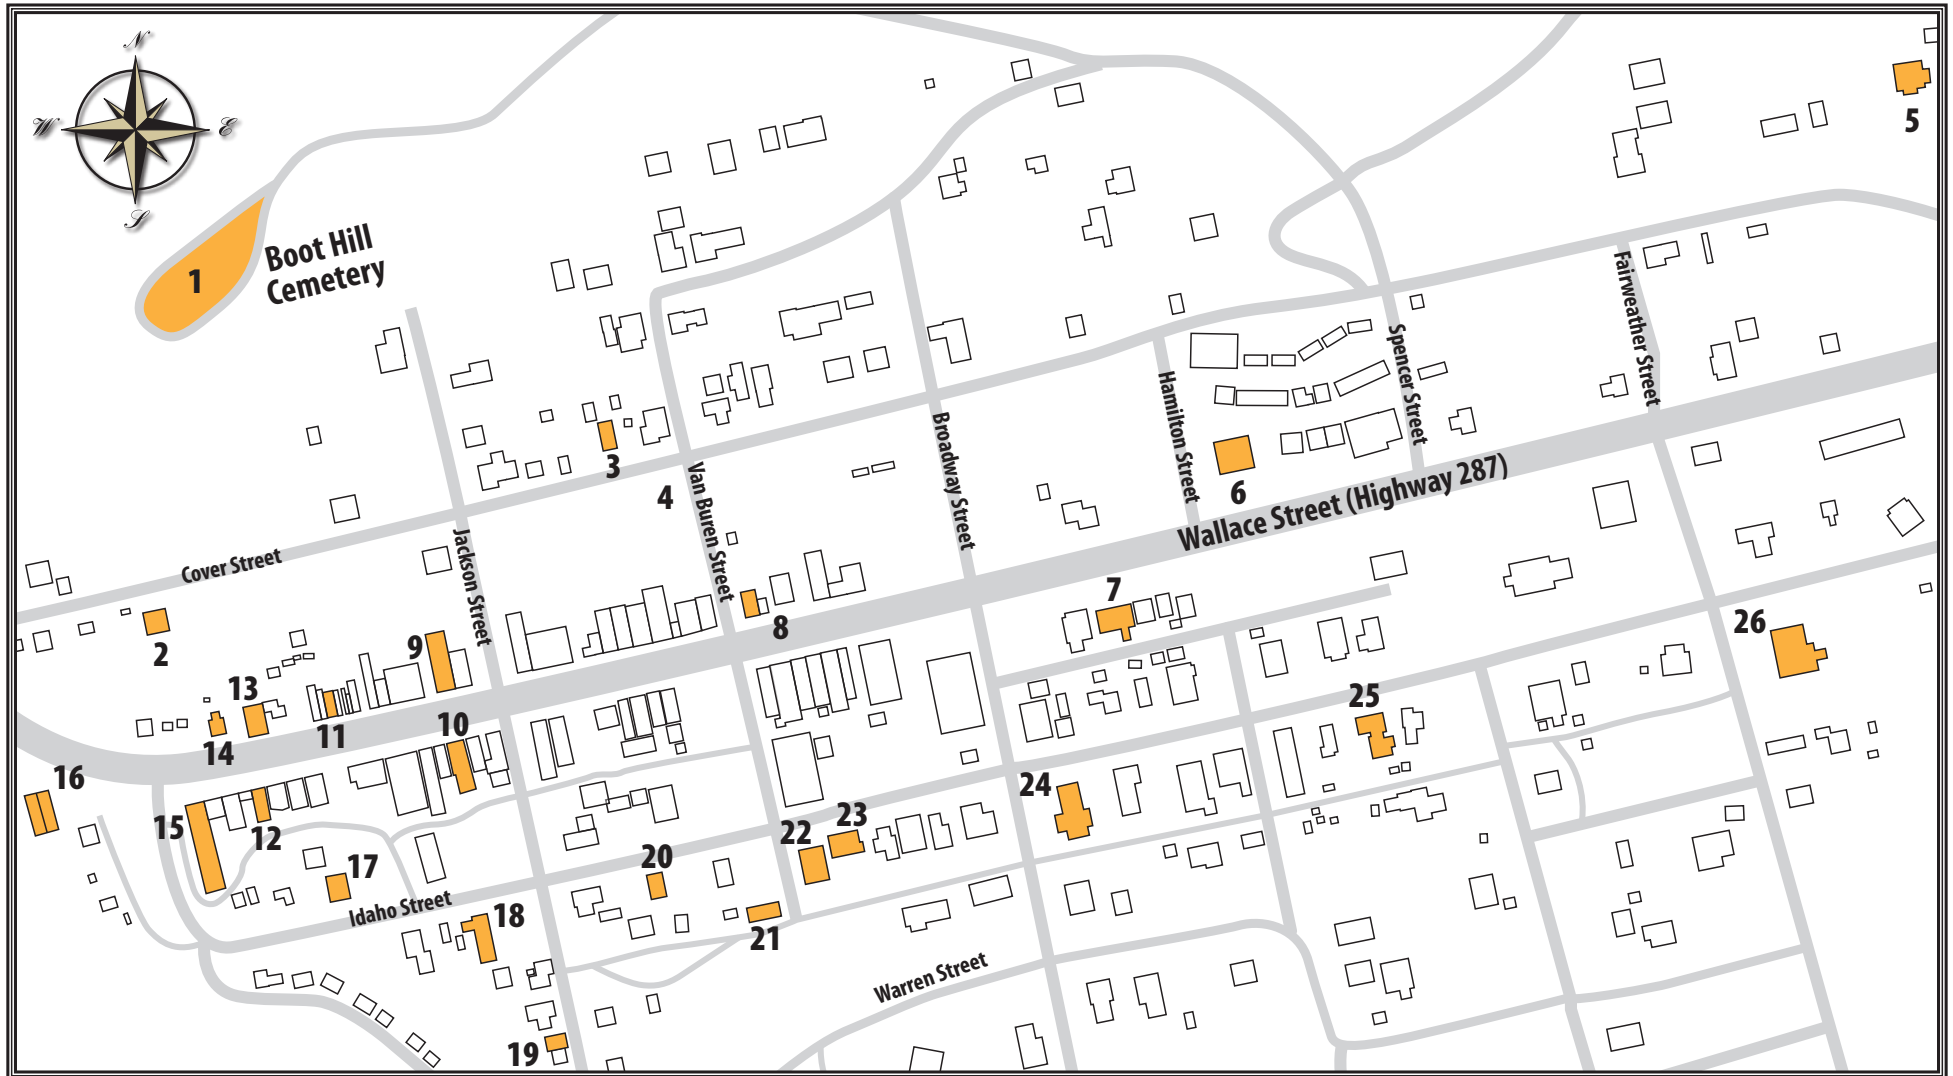 N
W
E
S
5
Boot Hill
Cemetery
1
Fairweather Street
Spencer Street
Hamilton Street
Broadway Street
3
4
Van Buren Street
6
Wallace Street (Highway 287)
Cover Street
Jackson Street
7
8
2
9
26
13
14
11
10
25
16
15
12
24
23
22
20
17
Idaho Street
18
21
Warren Street
19